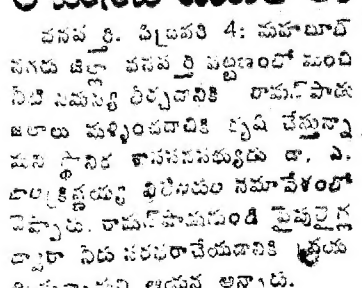 వనపర్తి, ఫిబ్రవరి 4: మహబూబ్
నగరు జిల్లా వనపర్తి పట్టణంలో మంచి
నీటి సమస్య తీర్చడానికి రామన్‌పాడు
జలాలు మళ్ళించడానికి కృషి చేస్తున్నా
మని స్థానిక శాసనసభ్యుడు డా. ఎ.
బాలకృష్ణయ్య విలేఖరుల సమావేశంలో
చెప్పారు. రామన్‌పాడునుండి పైపులైన్ల
ద్వారా నీరు సరఫరాచేయడానికి ప్రయ
ఆయన అన్నారు.